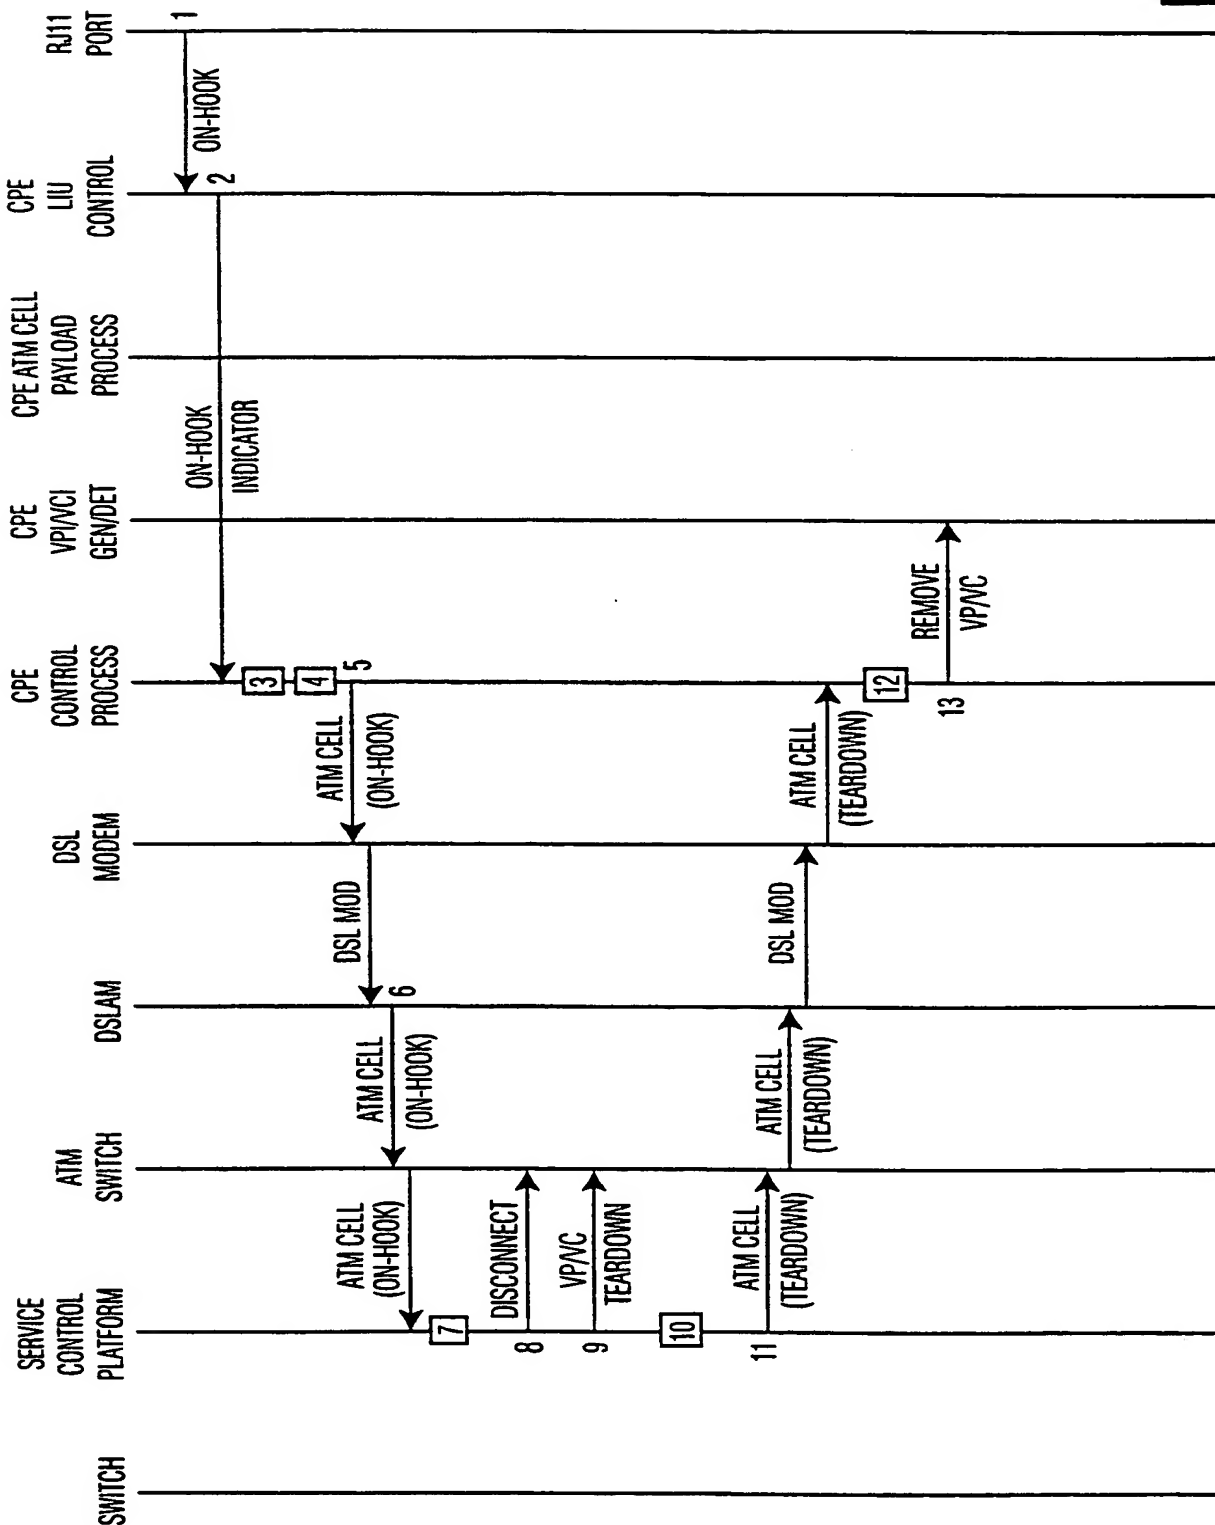 SWITCH
SERVICE
CONTROL
PLATFORM
ATM
SWITCH
DSLAM
DSL
MODEM
CPE
CONTROL
PROCESS
CPE
VPI/VCI
GEN/DET
CPE ATM CELL
PAYLOAD
PROCESS
CPE
LIU
CONTROL
RJ11
PORT
1
ON-HOOK
2
ON-HOOK
INDICATOR
3
4
5
ATM CELL
(ON-HOOK)
DSL MOD
6
ATM CELL
(ON-HOOK)
ATM CELL
(ON-HOOK)
7
8
DISCONNECT
9
VP/VC
TEARDOWN
10
11
ATM CELL
(TEARDOWN)
ATM CELL
(TEARDOWN)
DSL MOD
ATM CELL
(TEARDOWN)
12
13
REMOVE
VP/VC